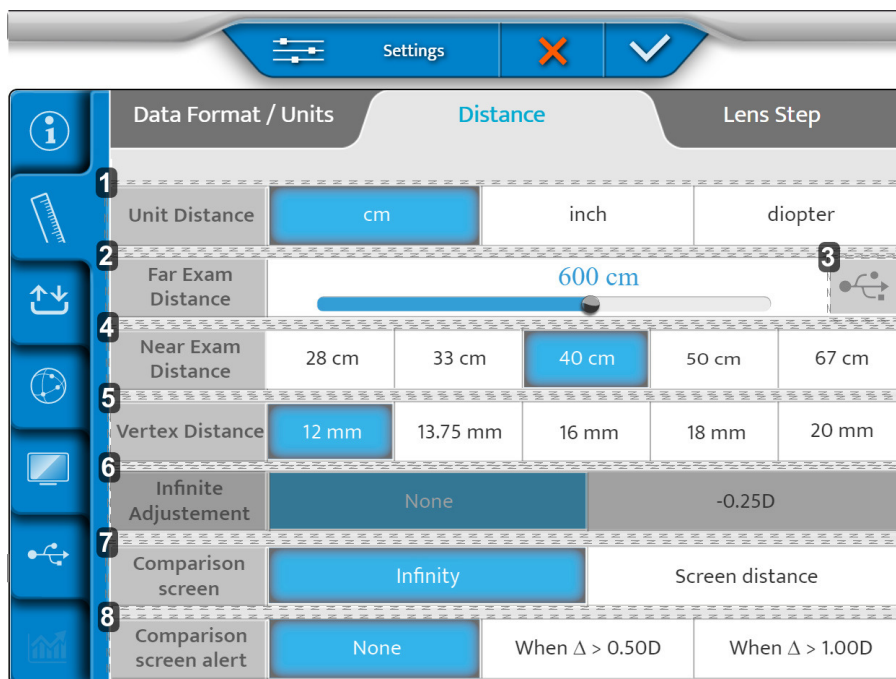 Settings
Data Format / Units Distance Lens Step
1
Unit Distance cm inch diopter
2
3
Far Exam
Distance
600 cm
4
Near Exam
Distance
28 cm 33 cm 40 cm 50 cm 67 cm
5
Vertex Distance 12 mm 13.75 mm 16 mm 18 mm 20 mm
6
Infinite
Adjustement
None -0.25D
7
Comparison
screen
Infinity Screen distance
8
Comparison
screen alert
None When Δ > 0.50D When Δ > 1.00D